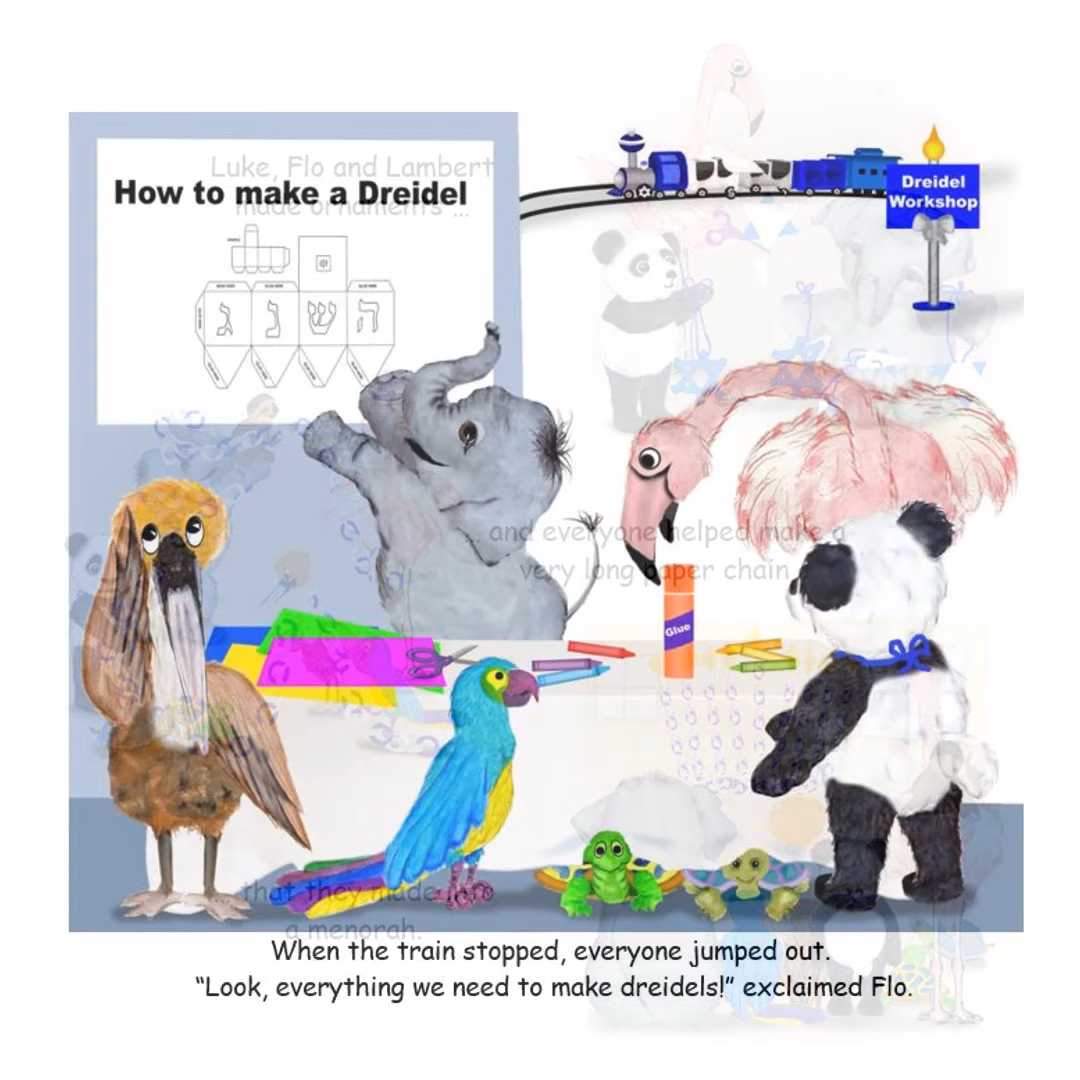 Luke, Flo and Lambert
How to make a Dreidel
made ornaments ...
Dreidel
Workshop
ג
נ
ש
ה
... and everyone helped make a
very long paper chain
Glue
that they made into
a menorah.
When the train stopped, everyone jumped out.
“Look, everything we need to make dreidels!” exclaimed Flo.